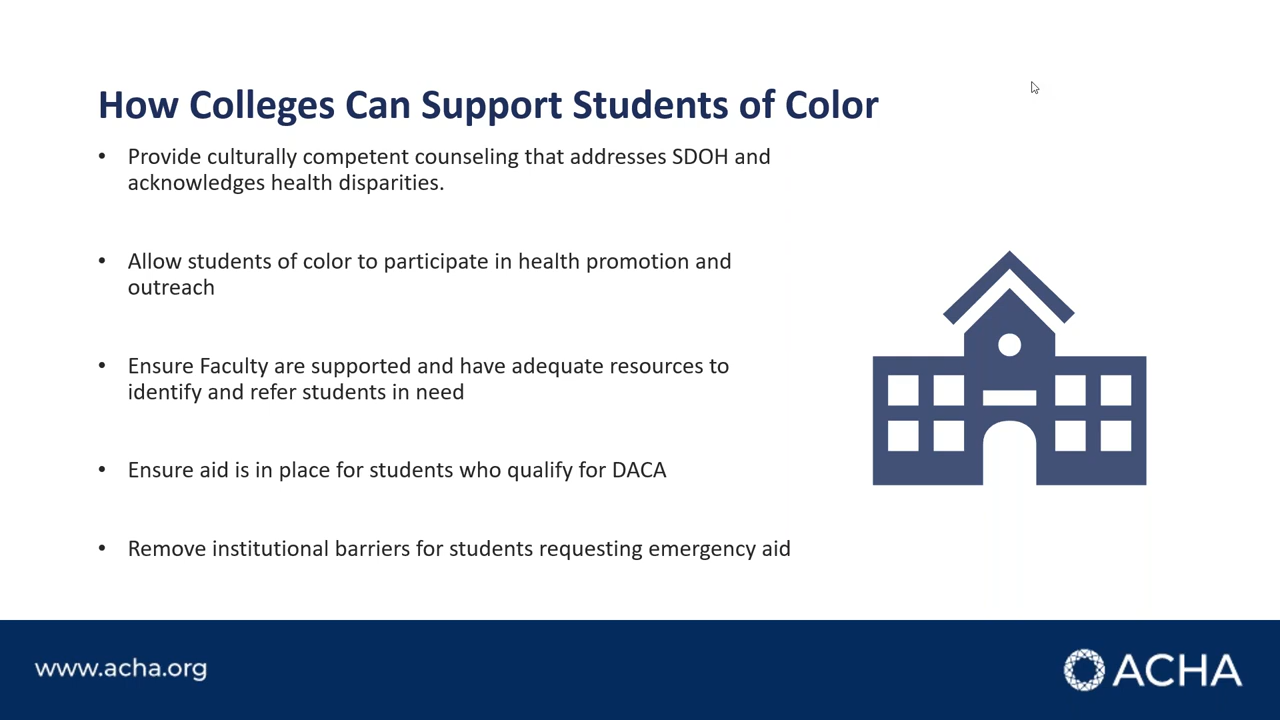 How Colleges Can Support Students of Color
• Provide culturally competent counseling that addresses SDOH and
acknowledges health disparities.
• Allow students of color to participate in health promotion and
outreach
• Ensure Faculty are supported and have adequate resources to
identify and refer students in need
• Ensure aid is in place for students who qualify for DACA
• Remove institutional barriers for students requesting emergency aid
www.acha.org
ACHA